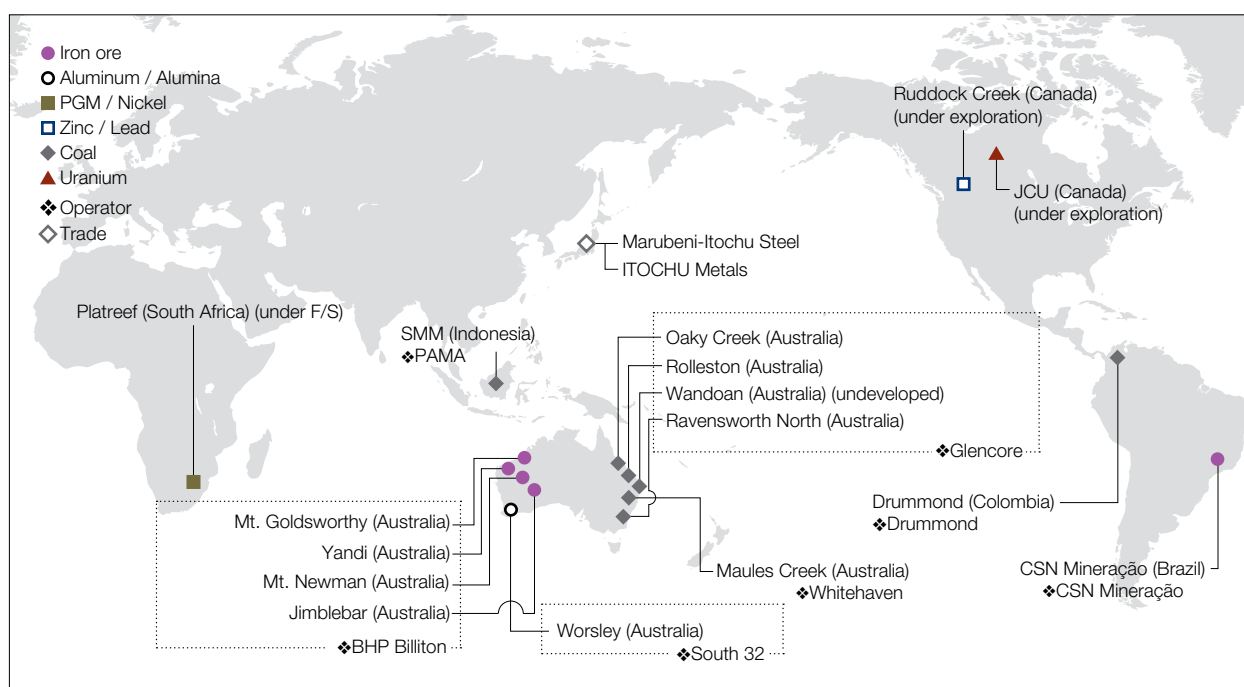 Iron ore
Aluminum / Alumina
PGM / Nickel
Zinc / Lead
Coal
Uranium
❖Operator
Trade
Ruddock Creek (Canada)
(under exploration)
JCU (Canada)
(under exploration)
Marubeni-Itochu Steel
ITOCHU Metals
Platreef (South Africa) (under F/S)
SMM (Indonesia)
❖PAMA
Oaky Creek (Australia)
Rolleston (Australia)
Wandoan (Australia) (undeveloped)
Ravensworth North (Australia)
❖Glencore
Drummond (Colombia)
❖Drummond
Mt. Goldsworthy (Australia)
Yandi (Australia)
Mt. Newman (Australia)
Jimblebar (Australia)
❖BHP Billiton
Maules Creek (Australia)
❖Whitehaven
CSN Mineração (Brazil)
❖CSN Mineração
Worsley (Australia)
❖South 32